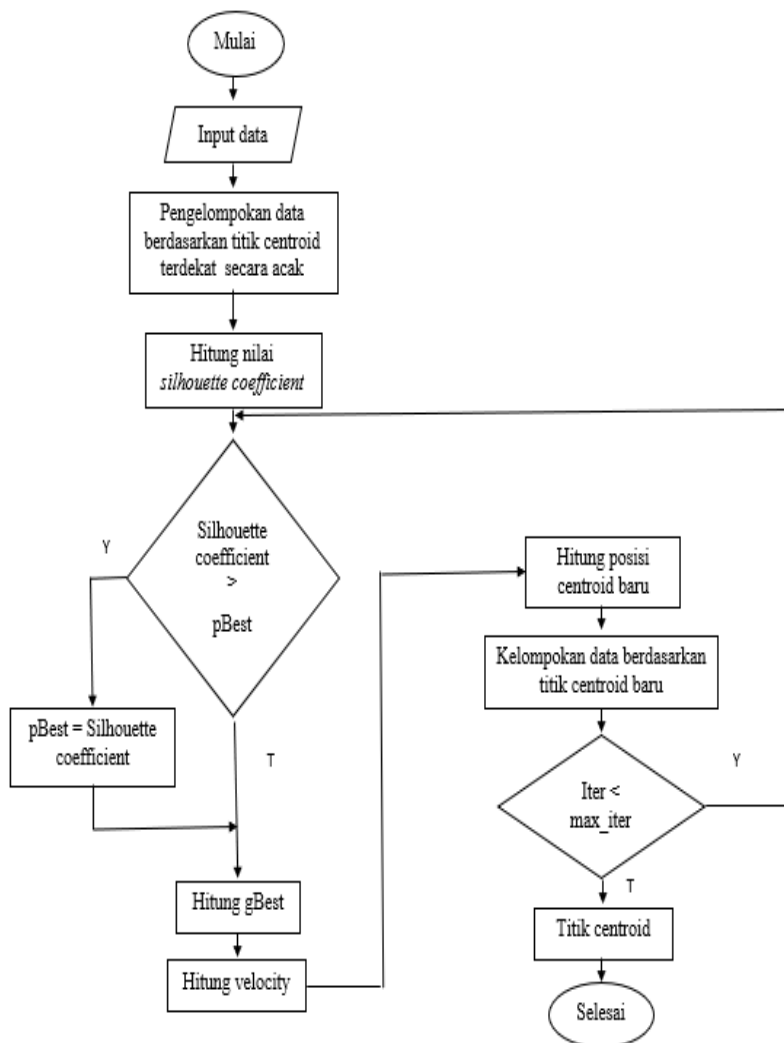 Mulai
Input data
Pengelompokan data
berdasarkan titik centroid
terdekat secara acak
Hitung nilai
silhouette coefficient
Silhouette
coefficient
>
pBest
Y
pBest = Silhouette
coefficient
T
Hitung gBest
Hitung velocity
Hitung posisi
centroid baru
Kelompokan data berdasarkan
titik centroid baru
Iter <
max_iter
Y
T
Titik centroid
Selesai